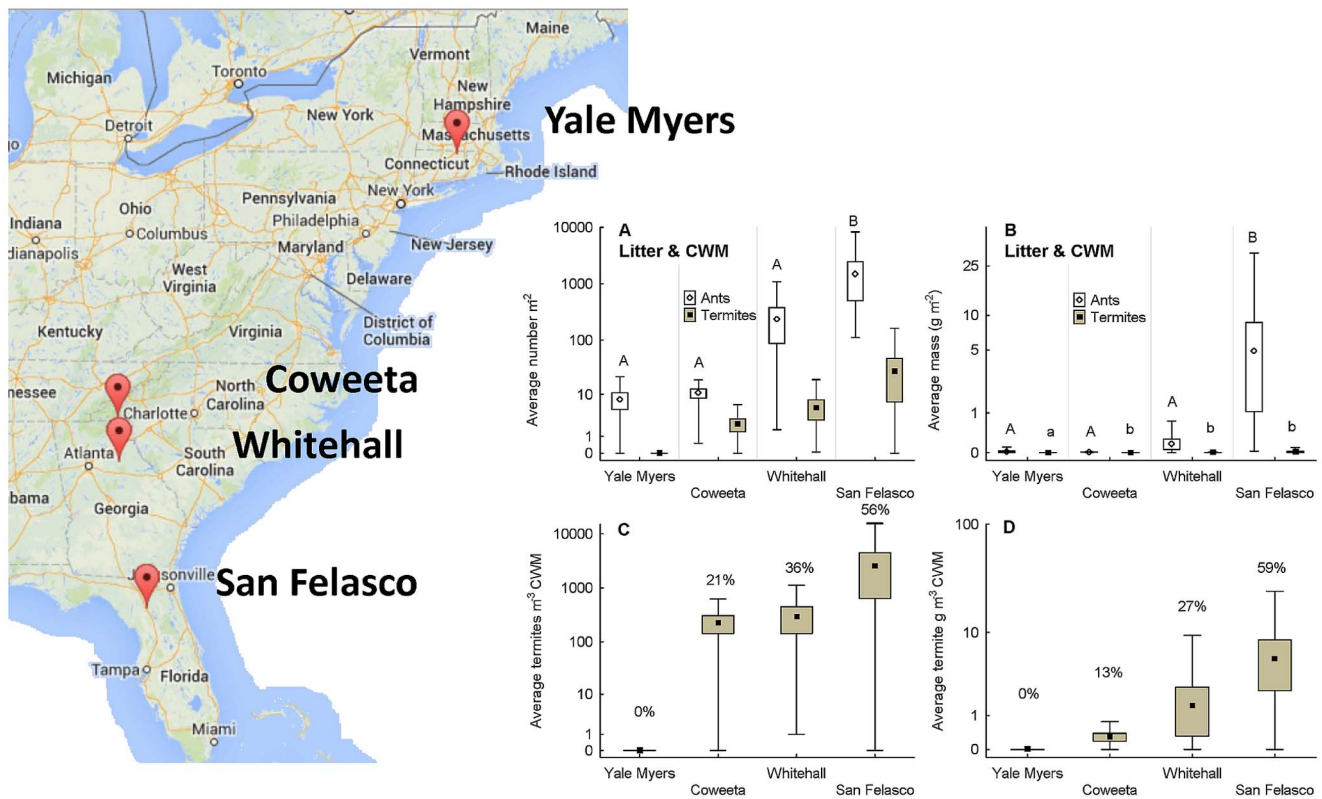 Maine
Vermont
Michigan
Toronto
New
Hampshire
New York
Detroit
Massachusetts
Yale Myers
go
Connecticut
Rhode Island
New York
Pennsylvania
Ohio
Philadelphia
Indiana
Columbus
New Jersey
dianapolis
Maryland
West
Virginia
Delaware
District of
Columbia
Kentucky
Virginia
Coweeta
nessee
North
Carolina
Charlotte
Whitehall
Atlanta
South
Carolina
bama
Georgia
San Felasco
Tampa
Florida
Miami
A
Litter & CWM
Ants
Termites
Average number m²
10000
1000
100
10
1
0
A
A
A
B
Yale Myers
Coweeta
Whitehall
San Felasco
B
Litter & CWM
Ants
Termites
Average mass (g m²)
25
10
5
1
0
A
a
A
b
A
b
B
b
Yale Myers
Coweeta
Whitehall
San Felasco
C
Average termites m³ CWM
10000
1000
100
10
1
0
0%
21%
36%
56%
Yale Myers
Coweeta
Whitehall
San Felasco
D
Average termite g m³ CWM
100
10
1
0
0%
13%
27%
59%
Yale Myers
Coweeta
Whitehall
San Felasco